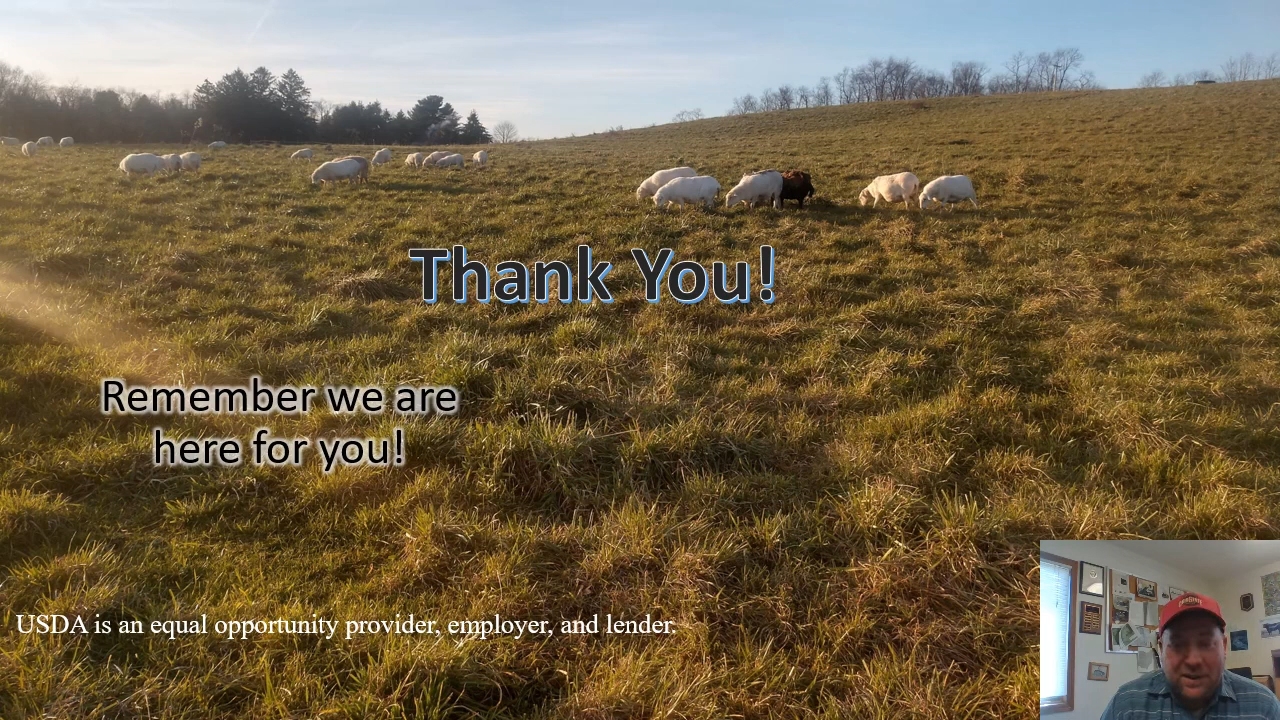 Thank You!
Remember we are
here for you!
USDA is an equal opportunity provider, employer, and lender.